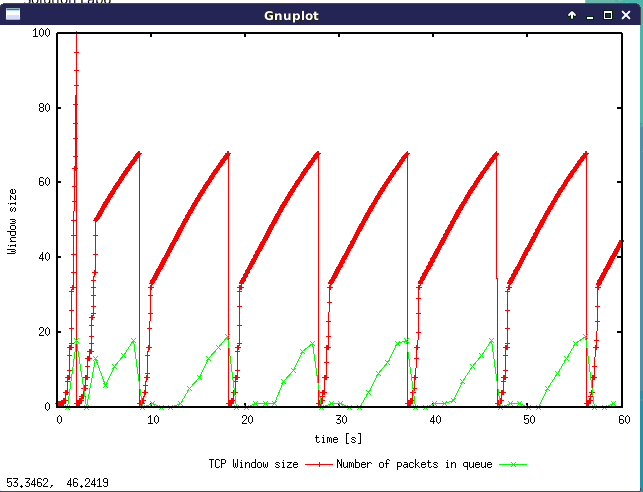 Gnuplot
100
80
60
40
20
0
Window size
0 10 20 30 40 50 60
time [s]
TCP Window size Number of packets in queue
53.3462, 46.2419